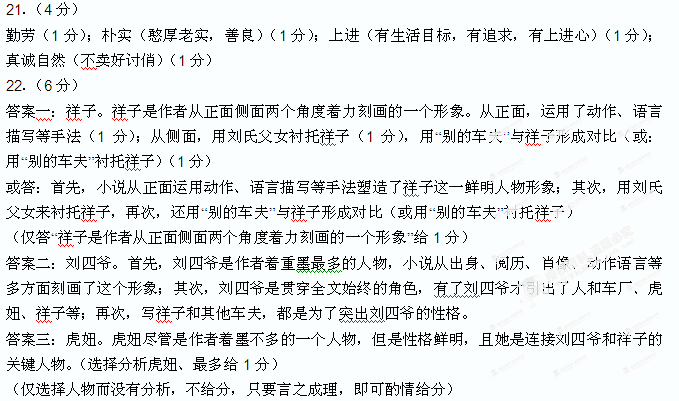 21.（4分）
勤劳（1分）；朴实（憨厚老实，善良）（1分）；上进（有生活目标，有追求，有上进心）（1分）；
真诚自然（不卖好讨俏）（1分）
22.（6分）
答案一：祥子。祥子是作者从正面侧面两个角度着力刻画的一个形象。从正面，运用了动作、语言
描写等手法（1 分）；从侧面，用刘氏父女衬托祥子（1 分），用“别的车夫”与祥子形成对比（或：
用“别的车夫”衬托祥子）（1分）
或答：首先，小说从正面运用动作、语言描写等手法塑造了祥子这一鲜明人物形象；其次，用刘氏
父女来衬托祥子，再次，还用“别的车夫”与祥子形成对比（或用“别的车夫”衬托祥子）
（仅答“祥子是作者从正面侧面两个角度着力刻画的一个形象”给 1分）
答案二：刘四爷。首先，刘四爷是作者着重墨最多的人物，小说从出身、阅历、肖像、动作语言等
多方面刻画了这个形象；其次，刘四爷是贯穿全文始终的角色，有了刘四爷才引出了人和车厂、虎
妞、祥子等；再次，写祥子和其他车夫，都是为了突出刘四爷的性格。
答案三：虎妞。虎妞尽管是作者着墨不多的一个人物，但是性格鲜明，且她是连接刘四爷和祥子的
关键人物。（选择分析虎妞、最多给1分）
（仅选择人物而没有分析，不给分，只要言之成理，即可酌情给分）